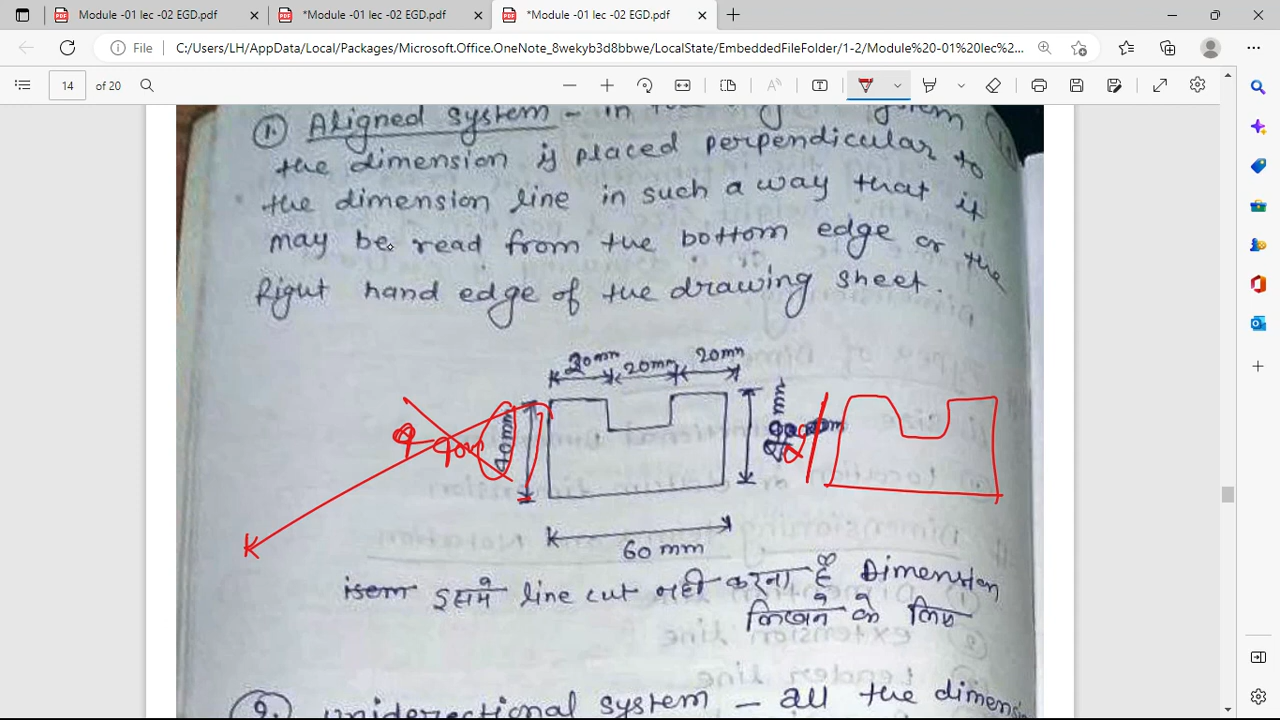 Module -01 lec -02 EGD.pdf
*Module -01 lec -02 EGD.pdf
*Module -01 lec -02 EGD.pdf
File
C:/Users/LH/AppData/Local/Packages/Microsoft.Office.OneNote_8wekyb3d8bbwe/LocalState/EmbeddedFileFolder/1-2/Module%20-01%20lec%2...
14 of 20
1. Aligned system - in
the dimension is placed perpendicular to
the dimension line in such a way that it
may be read from the bottom edge or the
Right hand edge of the drawing sheet.
20mm 20mm 20mm
40mm
60 mm
इसमे line cut नही करना है Dimension
लिखने के लिए
2. Unidirectional system - all the dimens